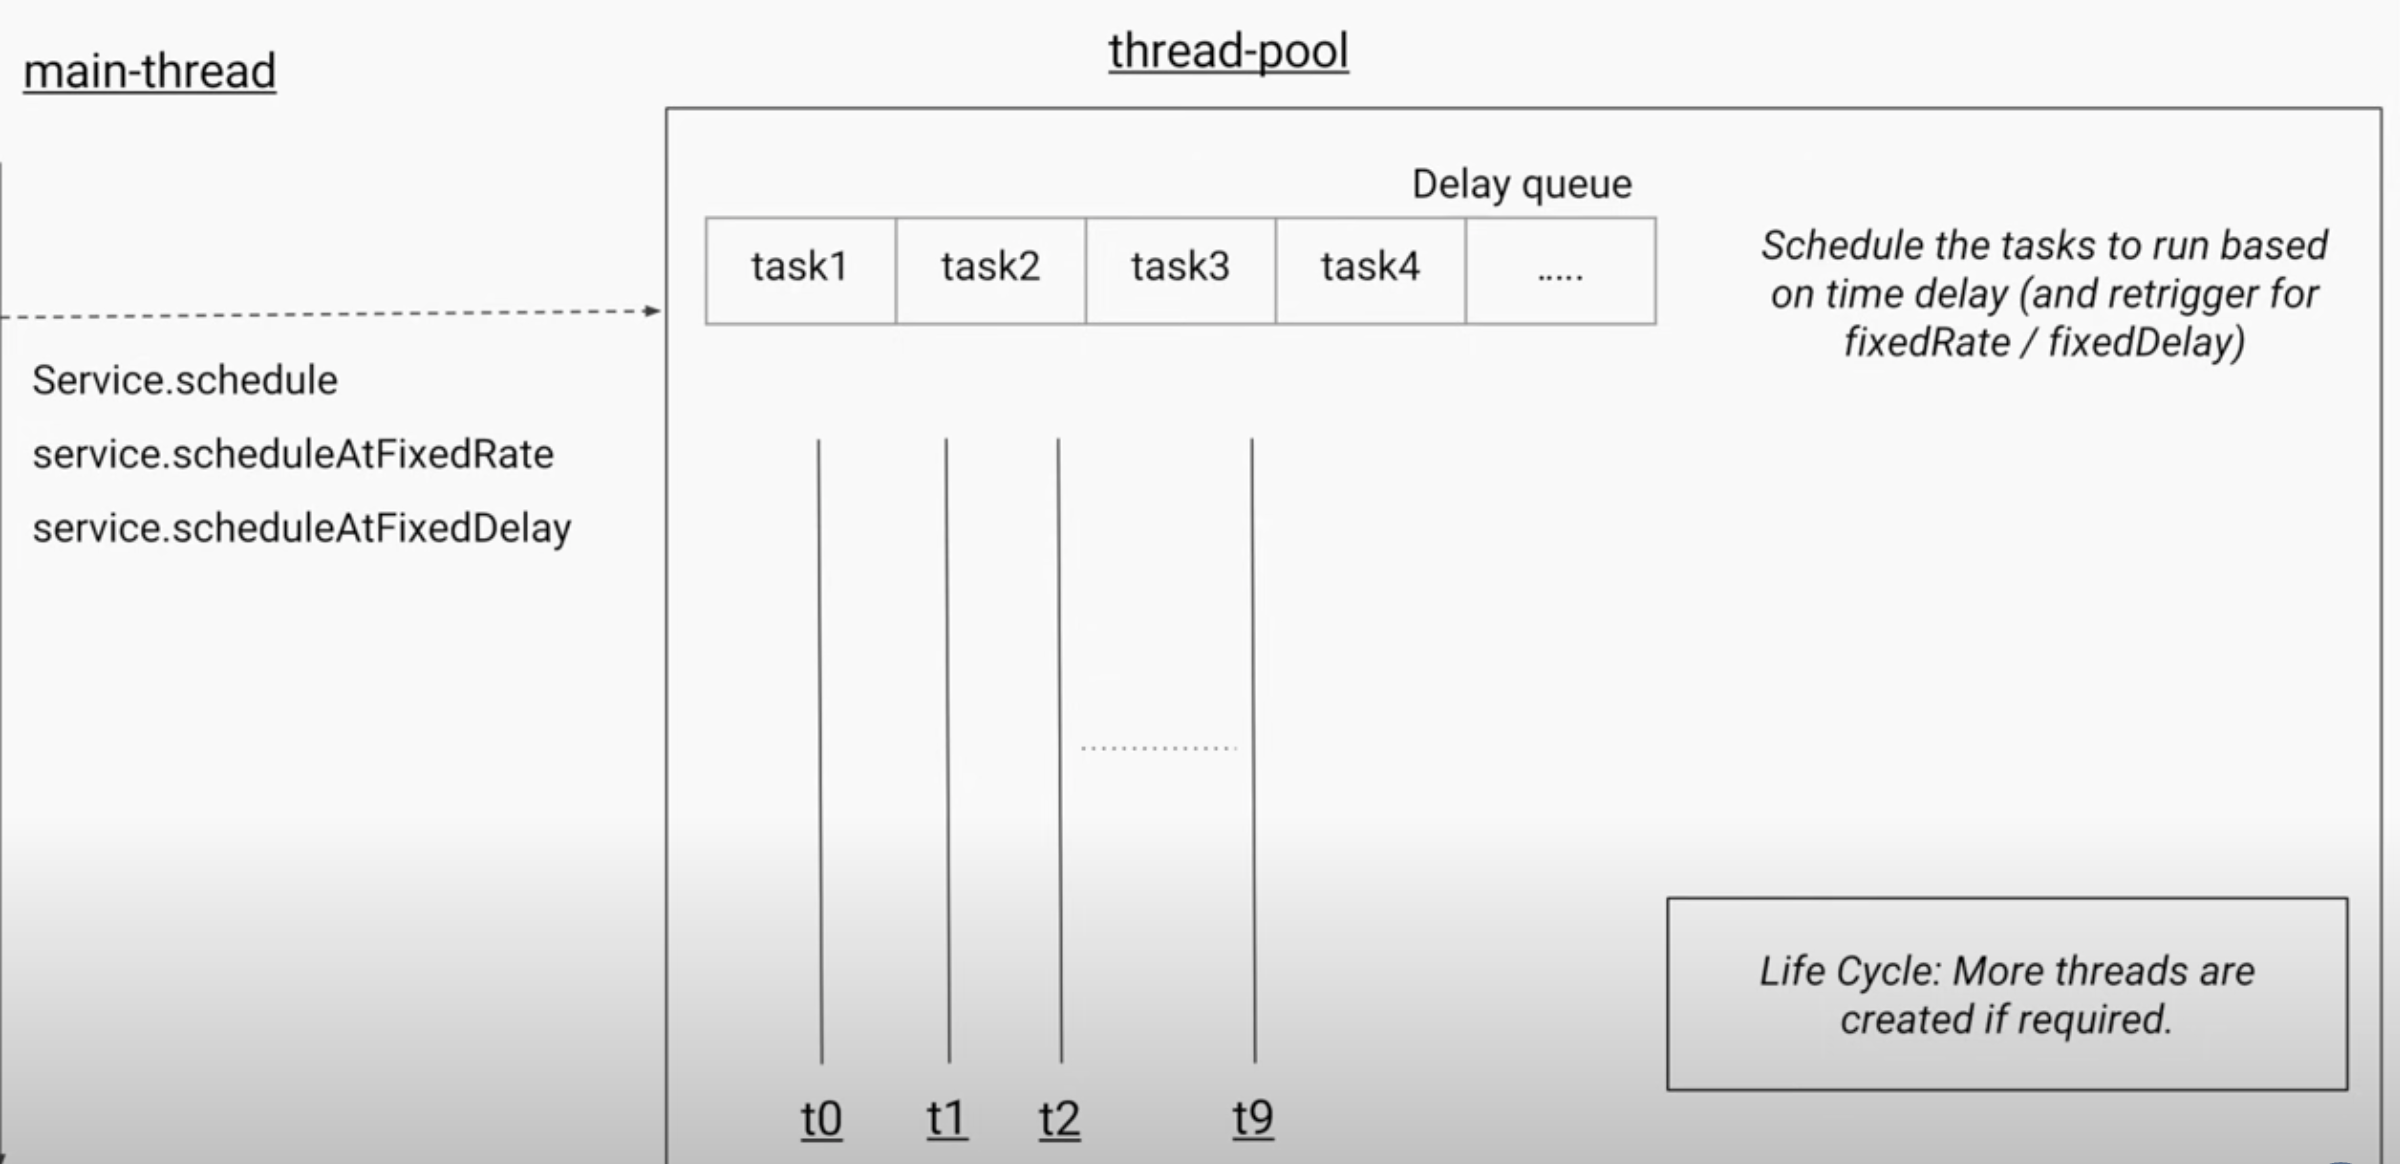 main-thread
thread-pool
Delay queue
task1 task2 task3 task4 .....
Schedule the tasks to run based
on time delay (and retrigger for
fixedRate / fixedDelay)
Service.schedule
service.scheduleAtFixedRate
service.scheduleAtFixedDelay
Life Cycle: More threads are
created if required.
t0 t1 t2 t9